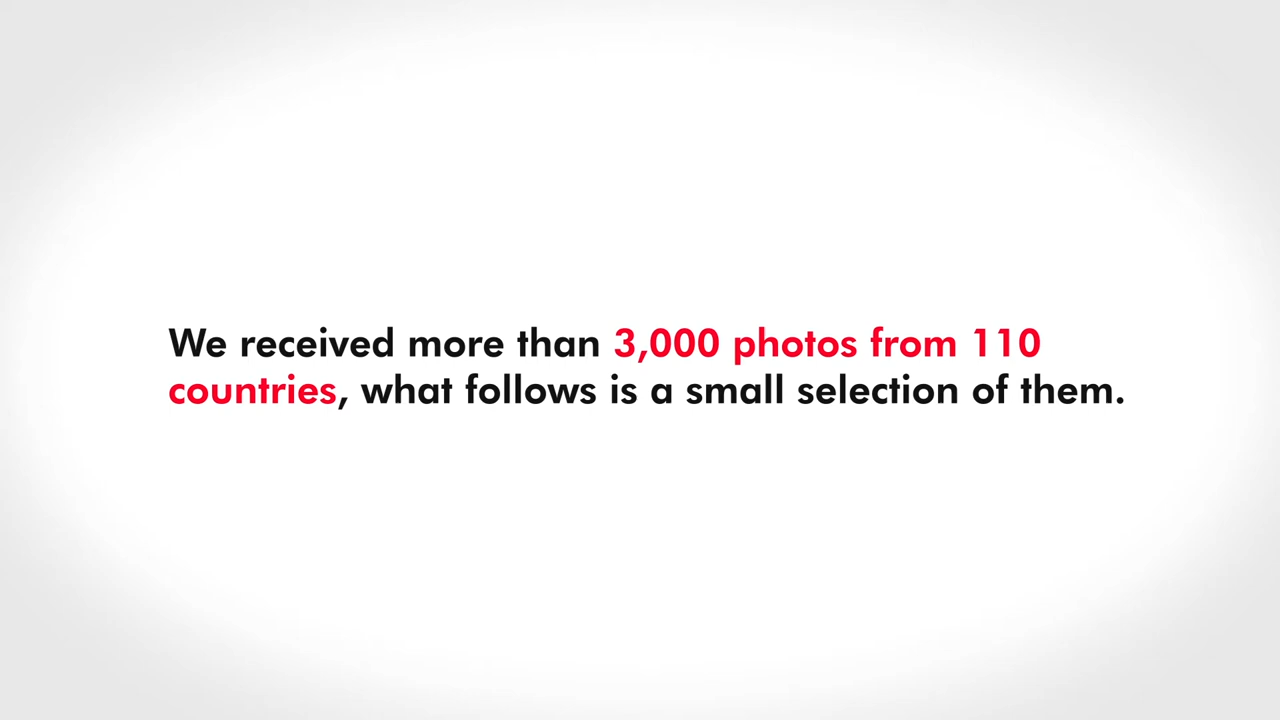 We received more than 3,000 photos from 110
countries, what follows is a small selection of them.